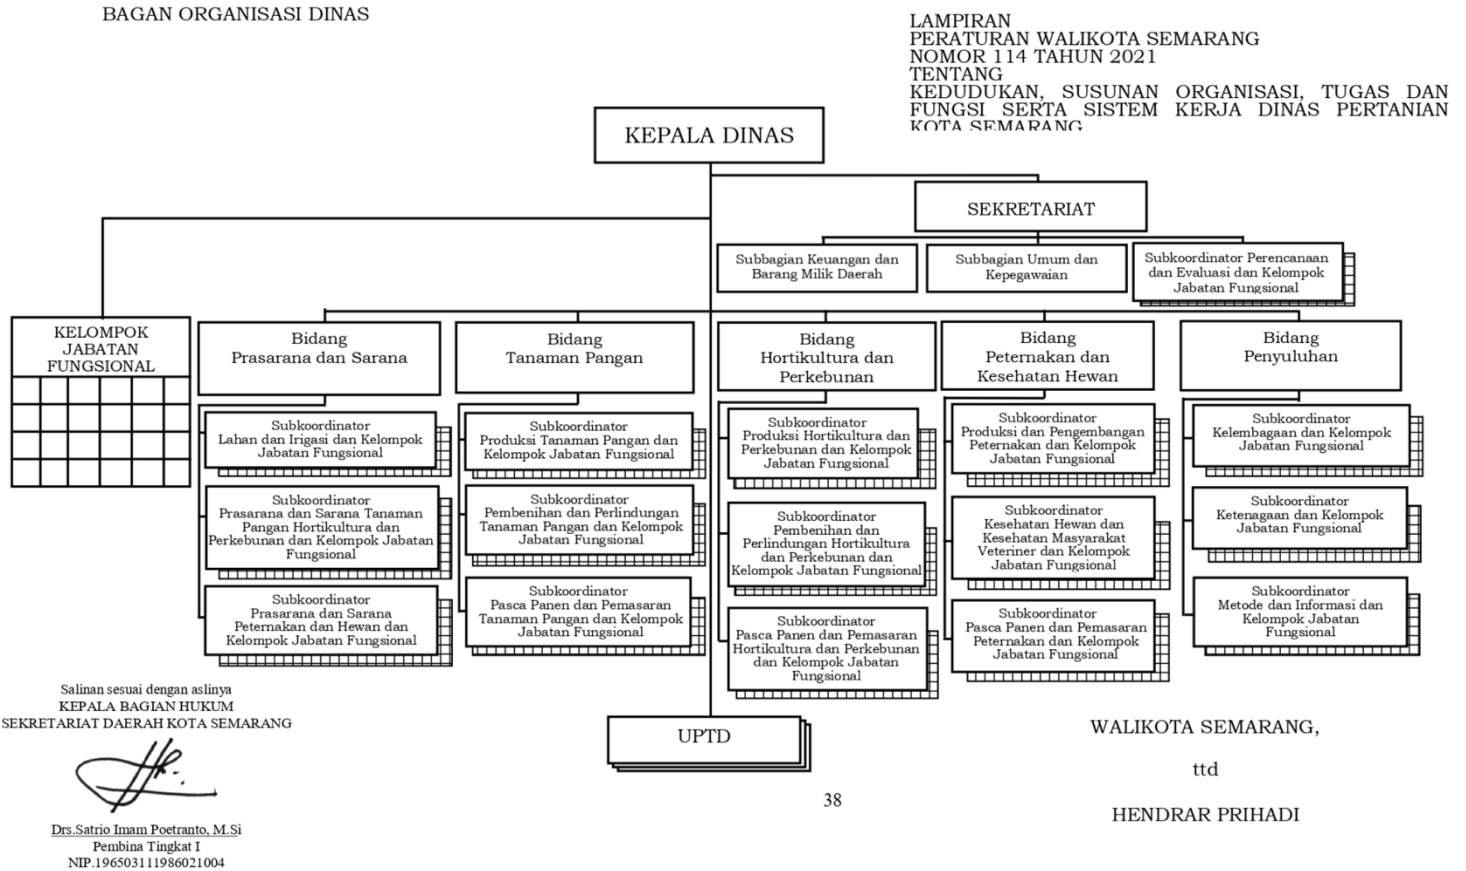 BAGAN ORGANISASI DINAS
LAMPIRAN
PERATURAN WALIKOTA SEMARANG
NOMOR 114 TAHUN 2021
TENTANG
KEDUDUKAN, SUSUNAN ORGANISASI, TUGAS DAN
FUNGSI SERTA SISTEM KERJA DINAS PERTANIAN
KOTA SEMARANG
KEPALA DINAS
SEKRETARIAT
Subbagian Keuangan dan
Barang Milik Daerah
Subbagian Umum dan
Kepegawaian
Subkoordinator Perencanaan
dan Evaluasi dan Kelompok
Jabatan Fungsional
KELOMPOK
JABATAN
FUNGSIONAL
Bidang
Prasarana dan Sarana
Subkoordinator
Lahan dan Irigasi dan Kelompok
Jabatan Fungsional
Subkoordinator
Prasarana dan Sarana Tanaman
Pangan Hortikultura dan
Perkebunan dan Kelompok Jabatan
Fungsional
Subkoordinator
Prasarana dan Sarana
Peternakan dan Hewan dan
Kelompok Jabatan Fungsional
Bidang
Tanaman Pangan
Subkoordinator
Produksi Tanaman Pangan dan
Kelompok Jabatan Fungsional
Subkoordinator
Pembenihan dan Perlindungan
Tanaman Pangan dan Kelompok
Jabatan Fungsional
Subkoordinator
Pasca Panen dan Pemasaran
Tanaman Pangan dan Kelompok
Jabatan Fungsional
Bidang
Hortikultura dan
Perkebunan
Subkoordinator
Produksi Hortikultura dan
Perkebunan dan Kelompok
Jabatan Fungsional
Subkoordinator
Pembenihan dan
Perlindungan Hortikultura
dan Perkebunan dan
Kelompok Jabatan Fungsional
Subkoordinator
Pasca Panen dan Pemasaran
Hortikultura dan Perkebunan
dan Kelompok Jabatan
Fungsional
Bidang
Peternakan dan
Kesehatan Hewan
Subkoordinator
Produksi dan Pengembangan
Peternakan dan Kelompok
Jabatan Fungsional
Subkoordinator
Kesehatan Hewan dan
Kesehatan Masyarakat
Veteriner dan Kelompok
Jabatan Fungsional
Subkoordinator
Pasca Panen dan Pemasaran
Peternakan dan Kelompok
Jabatan Fungsional
Bidang
Penyuluhan
Subkoordinator
Kelembagaan dan Kelompok
Jabatan Fungsional
Subkoordinator
Ketenagaan dan Kelompok
Jabatan Fungsional
Subkoordinator
Metode dan Informasi dan
Kelompok Jabatan
Fungsional
UPTD
Salinan sesuai dengan aslinya
KEPALA BAGIAN HUKUM
SEKRETARIAT DAERAH KOTA SEMARANG
Drs.Satrio Imam Poetranto, M.Si
Pembina Tingkat I
NIP.196503111986021004
38
WALIKOTA SEMARANG,
ttd
HENDRAR PRIHADI